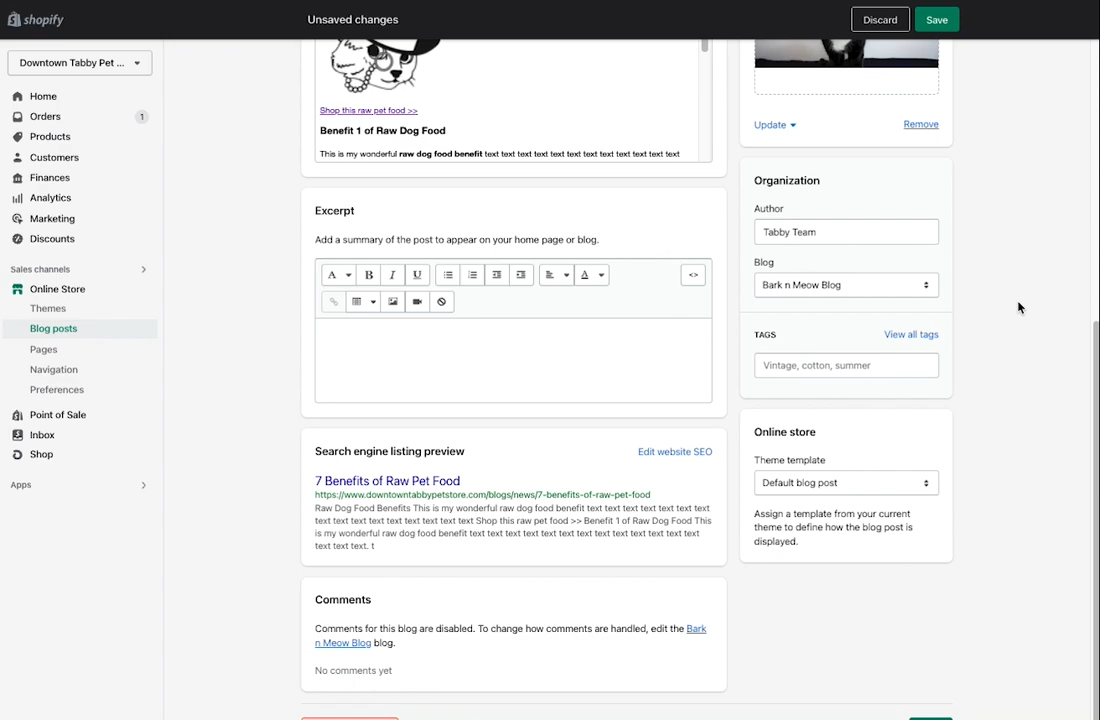 shopify
Unsaved changes
Discard
Save
Downtown Tabby Pet ...
Home
Orders
1
Products
Customers
Finances
Analytics
Marketing
Discounts
Sales channels
Online Store
Themes
Blog posts
Pages
Navigation
Preferences
Point of Sale
Inbox
Shop
Apps
Shop this raw pet food >>
Benefit 1 of Raw Dog Food
This is my wonderful raw dog food benefit text text text text text text text text text text text text
Excerpt
Add a summary of the post to appear on your home page or blog.
A B I U A <>
Search engine listing preview
Edit website SEO
7 Benefits of Raw Pet Food
https://www.downtowntabbypetstore.com/blogs/news/7-benefits-of-raw-pet-food
Raw Dog Food Benefits This is my wonderful raw dog food benefit text text text text text text text
text text text text text text text text text Shop this raw pet food >> Benefit 1 of Raw Dog Food This
is my wonderful raw dog food benefit text text text text text text text text text text text text text
text text text. t
Comments
Comments for this blog are disabled. To change how comments are handled, edit the Bark
n Meow Blog blog.
No comments yet
Update
Remove
Organization
Author
Tabby Team
Blog
Bark n Meow Blog
TAGS
View all tags
Vintage, cotton, summer
Online store
Theme template
Default blog post
Assign a template from your current
theme to define how the blog post is
displayed.